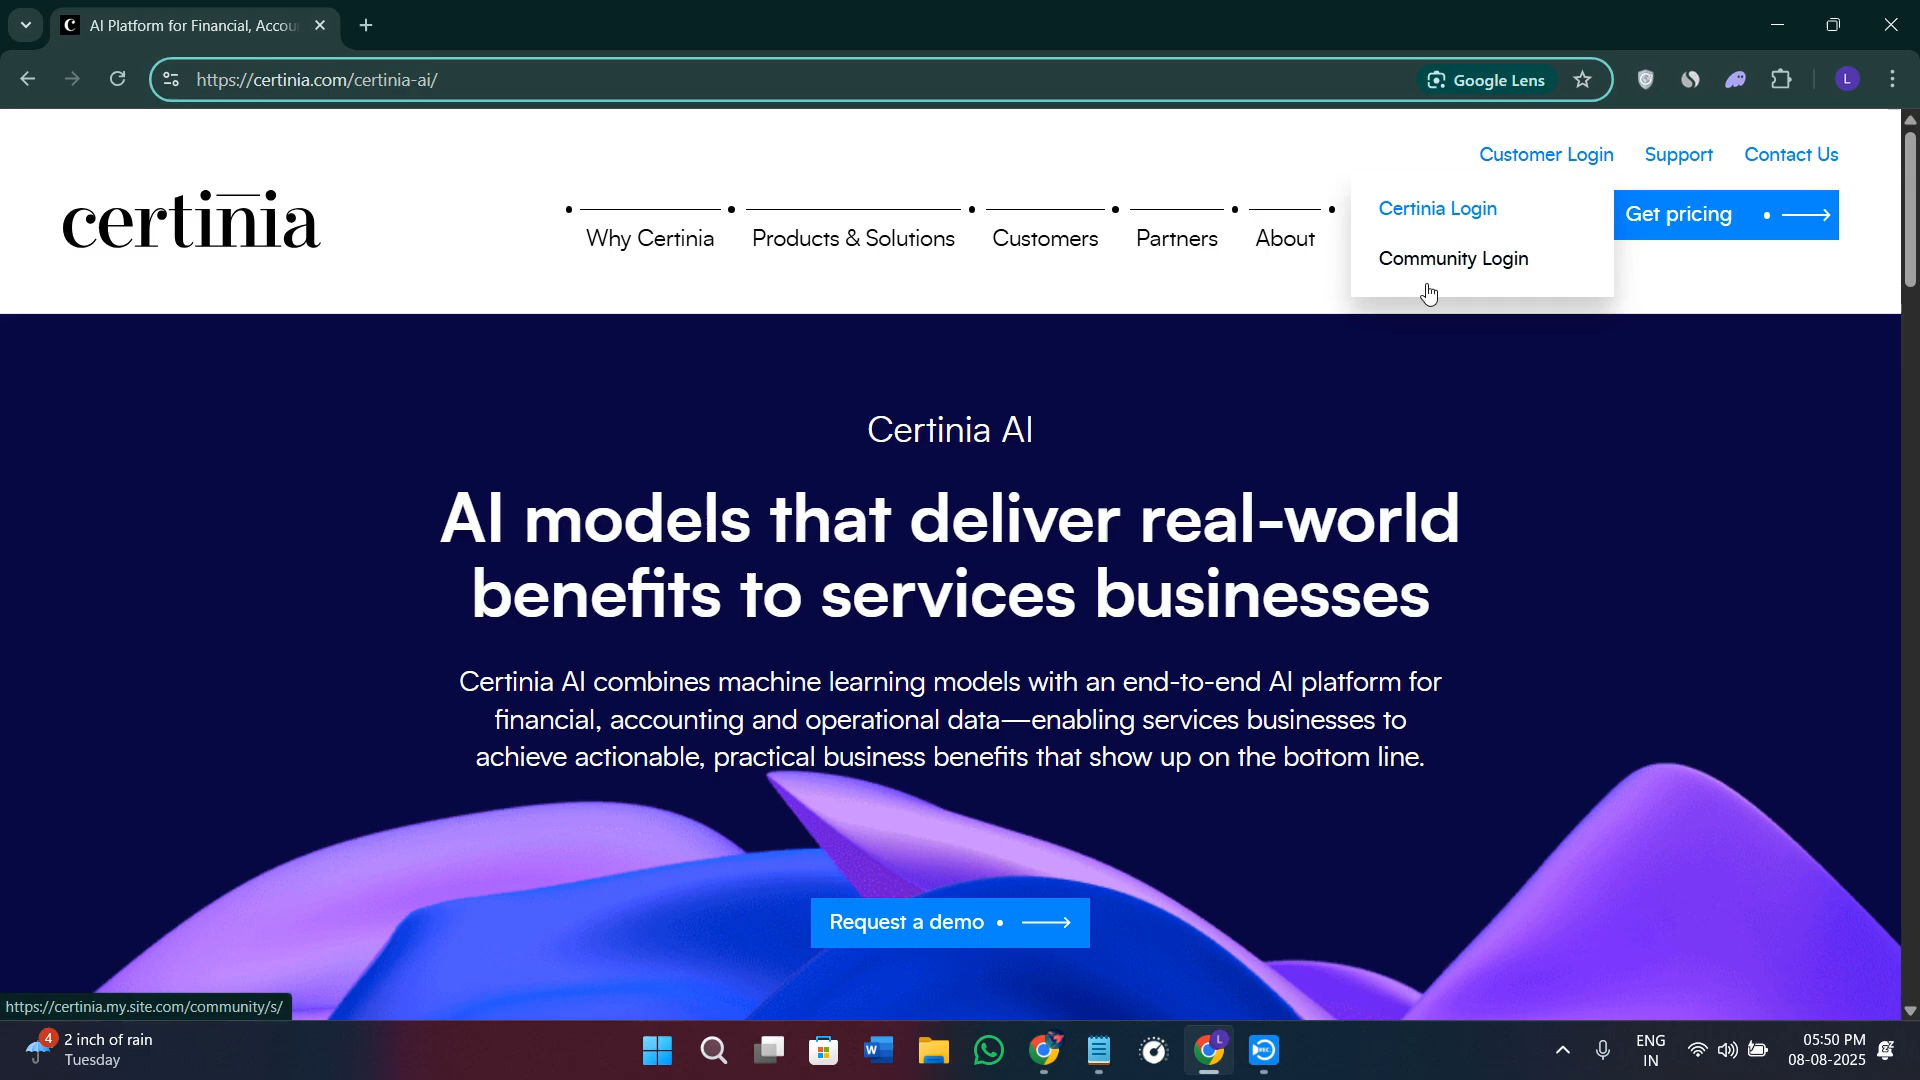 AI Platform for Financial, Accou
https://certinia.com/certinia-ai/
Google Lens
L
Customer Login
Support
Contact Us
certinia
Why Certinia
Products & Solutions
Customers
Partners
About
Certinia Login
Community Login
Get pricing
Certinia AI
AI models that deliver real-world
benefits to services businesses
Certinia AI combines machine learning models with an end-to-end AI platform for
financial, accounting and operational data—enabling services businesses to
achieve actionable, practical business benefits that show up on the bottom line.
Request a demo
https://certinia.my.site.com/community/s/
4
2 inch of rain
Tuesday
ENG
IN
05:50 PM
08-08-2025